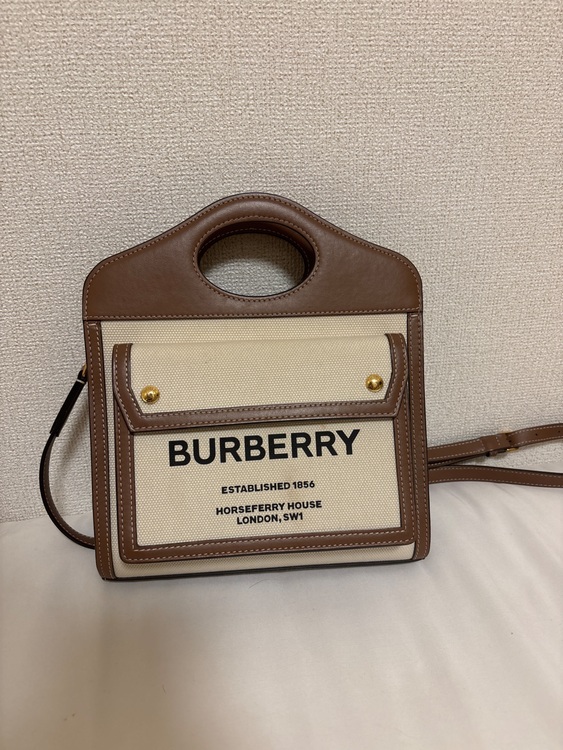 BURBERRY
ESTABLISHED 1856
HORSEFERRY HOUSE
LONDON, SW1